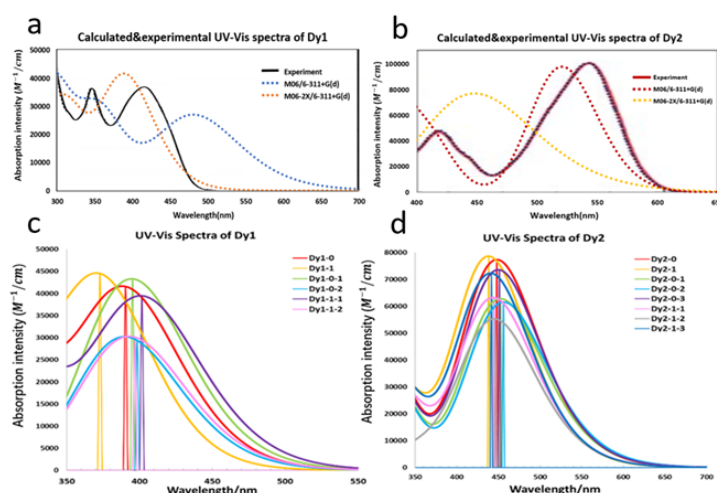 a
Calculated&experimental UV-Vis spectra of Dy1
Absorption intensity (M⁻¹/cm)
50000
40000
30000
20000
10000
0
300
350
400
450
500
550
600
650
700
Wavelength(nm)
Experiment
M06/6-311+G(d)
M06-2X/6-311+G(d)
b
Calculated&experimental UV-Vis spectra of Dy2
Absorption intensity (M⁻¹/cm)
100000
80000
60000
40000
20000
0
400
450
500
550
600
Wavelength(nm)
Experiment
M06/6-311+G(d)
M06-2X/6-311+G(d)
c
UV-Vis Spectra of Dy1
Absorption intensity (M⁻¹/cm)
50000
45000
40000
35000
30000
25000
20000
15000
10000
5000
0
350
400
450
500
550
Wavelength/nm
Dy1-0
Dy1-1
Dy1-0-1
Dy1-0-2
Dy1-1-1
Dy1-1-2
d
UV-Vis Spectra of Dy2
Absorption intensity (M⁻¹/cm)
80000
70000
60000
50000
40000
30000
20000
10000
0
350
400
450
500
550
600
650
700
Wavelength/nm
Dy2-0
Dy2-1
Dy2-0-1
Dy2-0-2
Dy2-0-3
Dy2-1-1
Dy2-1-2
Dy2-1-3